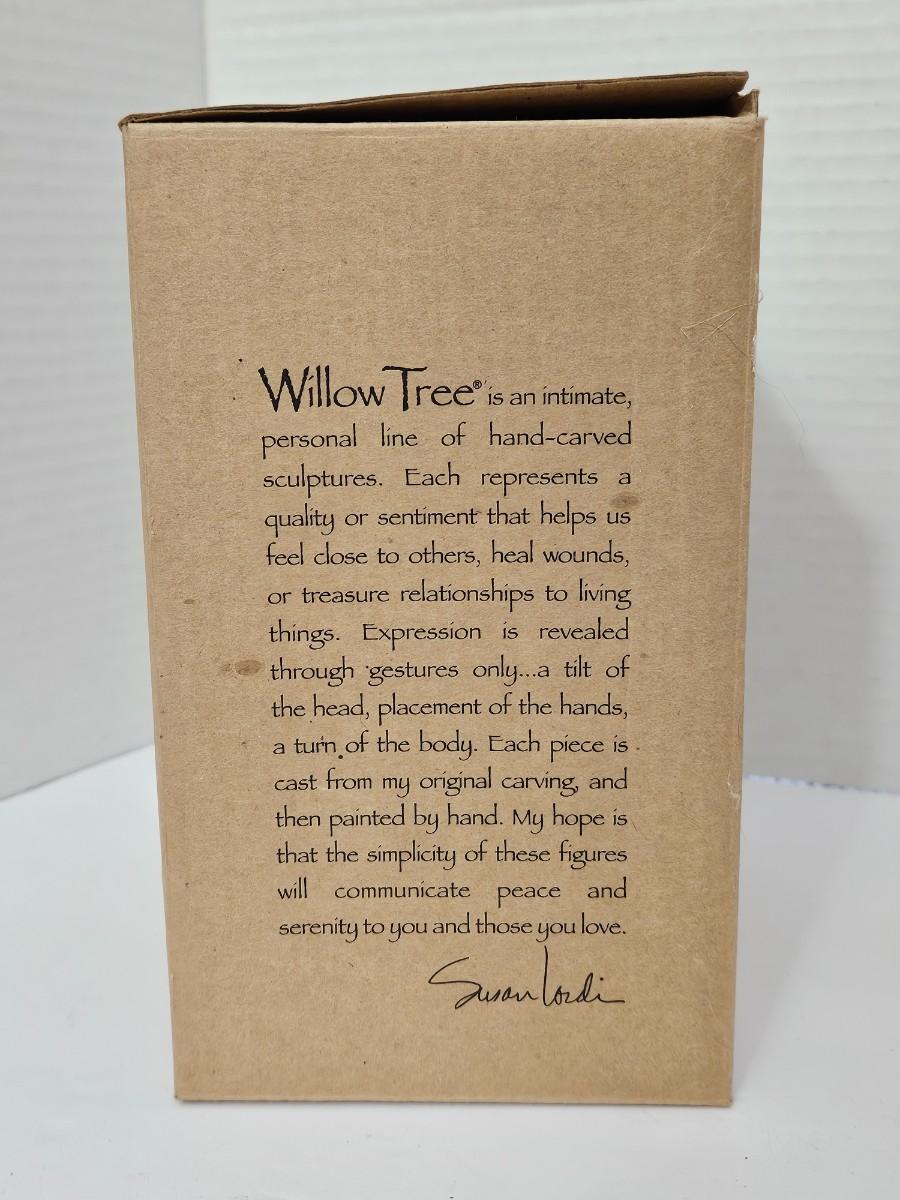 Willow Tree® is an intimate,
personal line of hand-carved
sculptures. Each represents a
quality or sentiment that helps us
feel close to others, heal wounds,
or treasure relationships to living
things. Expression is revealed
through gestures only...a tilt of
the head, placement of the hands,
a turn of the body. Each piece is
cast from my original carving, and
then painted by hand. My hope is
that the simplicity of these figures
will communicate peace and
serenity to you and those you love.
Susan Lordi